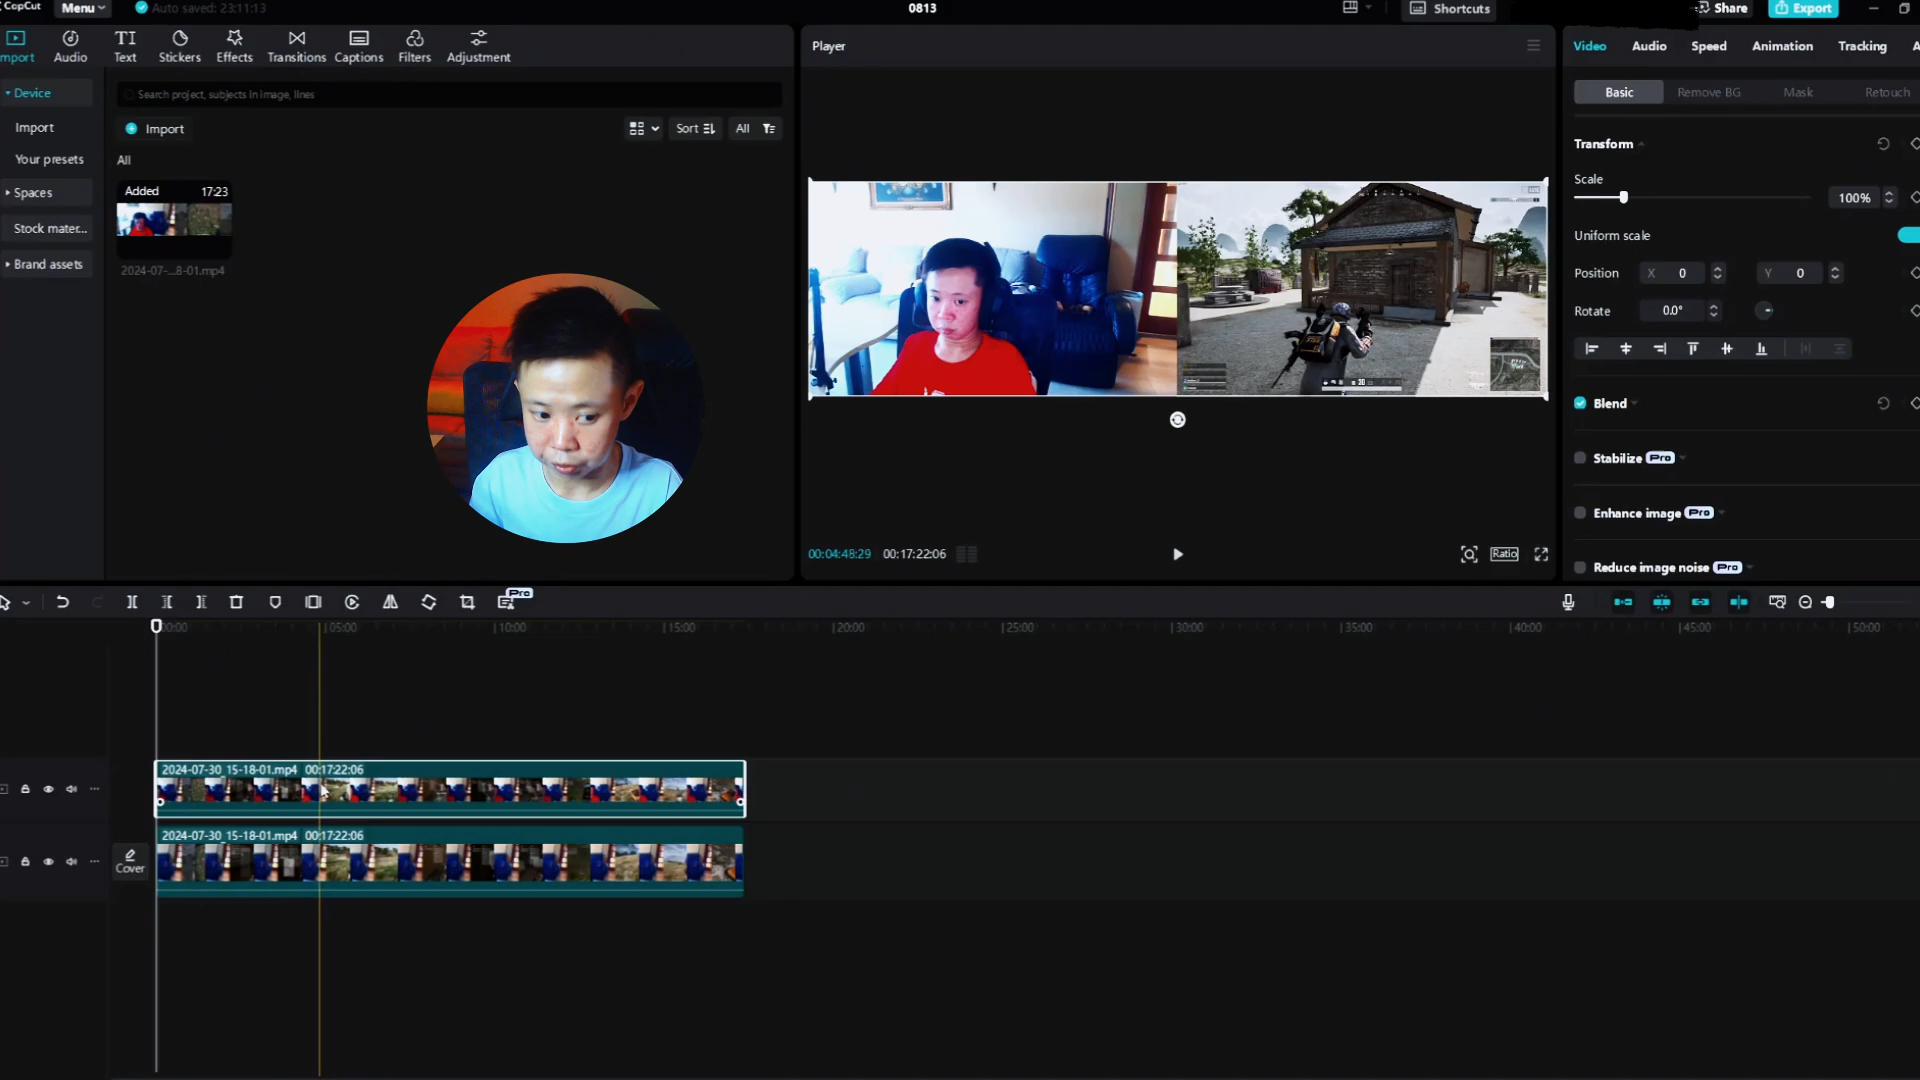 CapCut
Menu
Auto saved: 23:11:13
0813
Shortcuts
Share
Export
Import
Audio
Text
Stickers
Effects
Transitions
Captions
Filters
Adjustment
Device
Import
Your presets
Spaces
Stock mater...
Brand assets
Search project, subjects in image, lines
Import
Sort
All
All
Added
17:23
2024-07-...8-01.mp4
Player
00:04:48:29
00:17:22:06
Ratio
Video
Audio
Speed
Animation
Tracking
A
Basic
Remove BG
Mask
Retouch
Transform
Scale
100%
Uniform scale
Position
X
0
Y
0
Rotate
0.0°
Blend
Stabilize
Pro
Enhance image
Pro
Reduce image noise
Pro
Pro
00:00
|05:00
|10:00
|15:00
|20:00
|25:00
|30:00
|35:00
|40:00
|45:00
|50:00
2024-07-30_15-18-01.mp4 00:17:22:06
2024-07-30_15-18-01.mp4 00:17:22:06
Cover